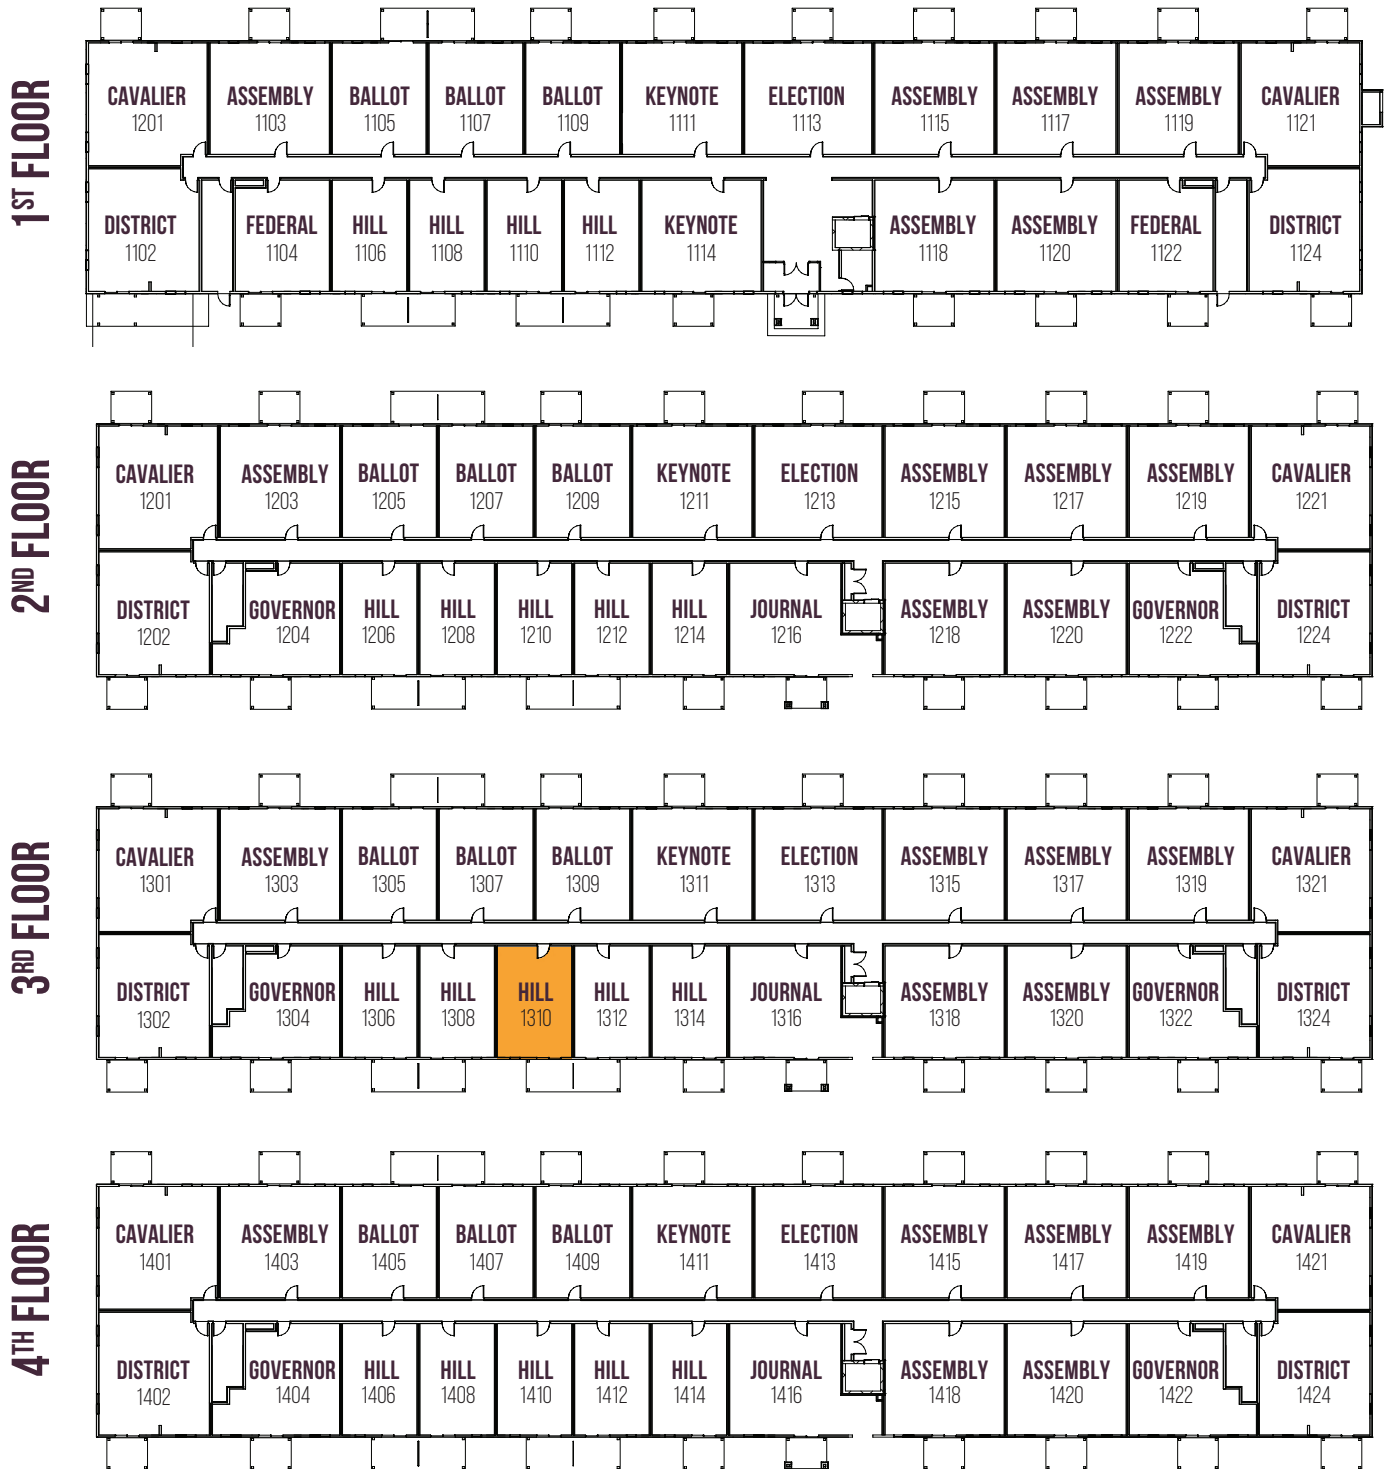 1ST FLOOR
CAVALIER ASSEMBLY BALLOT BALLOT BALLOT KEYNOTE ELECTION ASSEMBLY ASSEMBLY ASSEMBLY CAVALIER
1201 1103 1105 1107 1109 1111 1113 1115 1117 1119 1121
DISTRICT FEDERAL HILL HILL HILL HILL KEYNOTE ASSEMBLY ASSEMBLY FEDERAL DISTRICT
1102 1104 1106 1108 1110 1112 1114 1118 1120 1122 1124
2ND FLOOR
CAVALIER ASSEMBLY BALLOT BALLOT BALLOT KEYNOTE ELECTION ASSEMBLY ASSEMBLY ASSEMBLY CAVALIER
1201 1203 1205 1207 1209 1211 1213 1215 1217 1219 1221
DISTRICT GOVERNOR HILL HILL HILL HILL HILL JOURNAL ASSEMBLY ASSEMBLY GOVERNOR DISTRICT
1202 1204 1206 1208 1210 1212 1214 1216 1218 1220 1222 1224
3RD FLOOR
CAVALIER ASSEMBLY BALLOT BALLOT BALLOT KEYNOTE ELECTION ASSEMBLY ASSEMBLY ASSEMBLY CAVALIER
1301 1303 1305 1307 1309 1311 1313 1315 1317 1319 1321
DISTRICT GOVERNOR HILL HILL HILL HILL HILL JOURNAL ASSEMBLY ASSEMBLY GOVERNOR DISTRICT
1302 1304 1306 1308 1310 1312 1314 1316 1318 1320 1322 1324
4TH FLOOR
CAVALIER ASSEMBLY BALLOT BALLOT BALLOT KEYNOTE ELECTION ASSEMBLY ASSEMBLY ASSEMBLY CAVALIER
1401 1403 1405 1407 1409 1411 1413 1415 1417 1419 1421
DISTRICT GOVERNOR HILL HILL HILL HILL HILL JOURNAL ASSEMBLY ASSEMBLY GOVERNOR DISTRICT
1402 1404 1406 1408 1410 1412 1414 1416 1418 1420 1422 1424